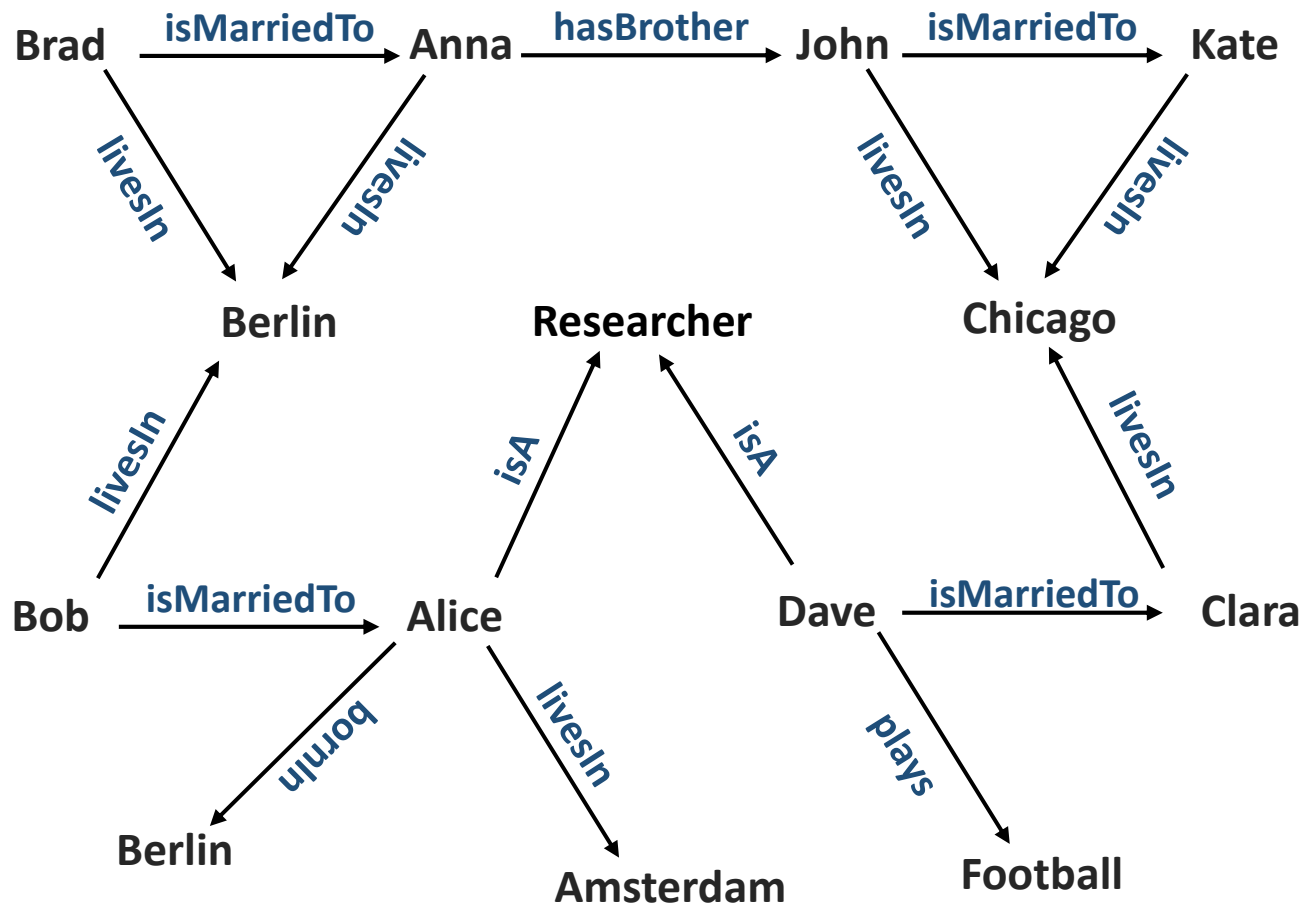 Brad
isMarriedTo
Anna
hasBrother
John
isMarriedTo
Kate
livesIn
livesIn
livesIn
livesIn
Berlin
Researcher
Chicago
livesIn
isA
isA
livesIn
Bob
isMarriedTo
Alice
Dave
isMarriedTo
Clara
bornIn
livesIn
plays
Berlin
Amsterdam
Football